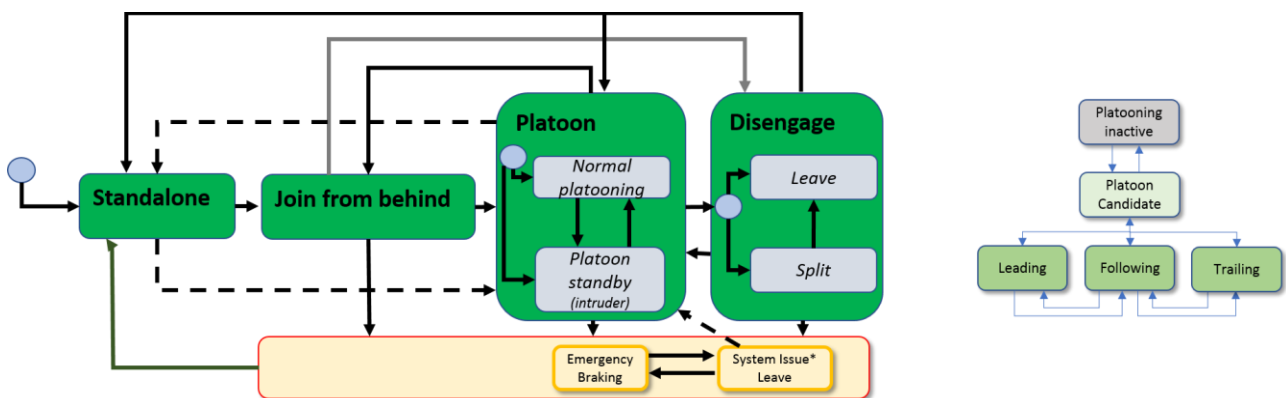 Standalone
Join from behind
Platoon
Normal
platooning
Platoon
standby
(intruder)
Disengage
Leave
Split
Emergency
Braking
System Issue*
Leave
Platooning
inactive
Platoon
Candidate
Leading
Following
Trailing